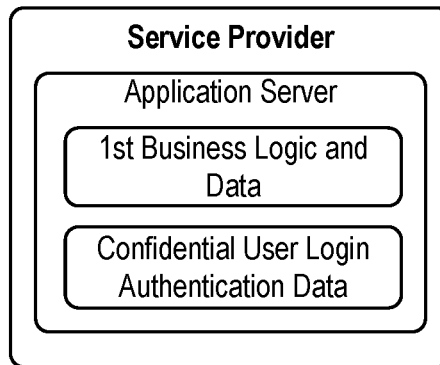 Service Provider
Application Server
1st Business Logic and
Data
Confidential User Login
Authentication Data